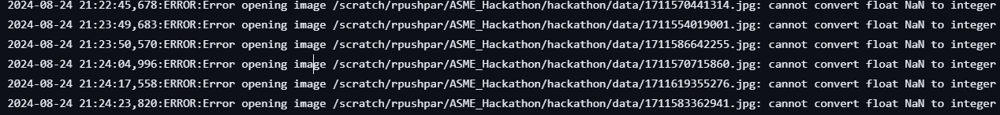 2024-08-24 21:22:45,678:ERROR:Error opening image /scratch/rpushpar/ASME_Hackathon/hackathon/data/1711570441314.jpg: cannot convert float NaN to integer
2024-08-24 21:23:49,683:ERROR:Error opening image /scratch/rpushpar/ASME_Hackathon/hackathon/data/1711554019001.jpg: cannot convert float NaN to integer
2024-08-24 21:23:50,570:ERROR:Error opening image /scratch/rpushpar/ASME_Hackathon/hackathon/data/1711586642255.jpg: cannot convert float NaN to integer
2024-08-24 21:24:04,996:ERROR:Error opening image /scratch/rpushpar/ASME_Hackathon/hackathon/data/1711570715860.jpg: cannot convert float NaN to integer
2024-08-24 21:24:17,558:ERROR:Error opening image /scratch/rpushpar/ASME_Hackathon/hackathon/data/1711619355276.jpg: cannot convert float NaN to integer
2024-08-24 21:24:23,820:ERROR:Error opening image /scratch/rpushpar/ASME_Hackathon/hackathon/data/1711583362941.jpg: cannot convert float NaN to integer